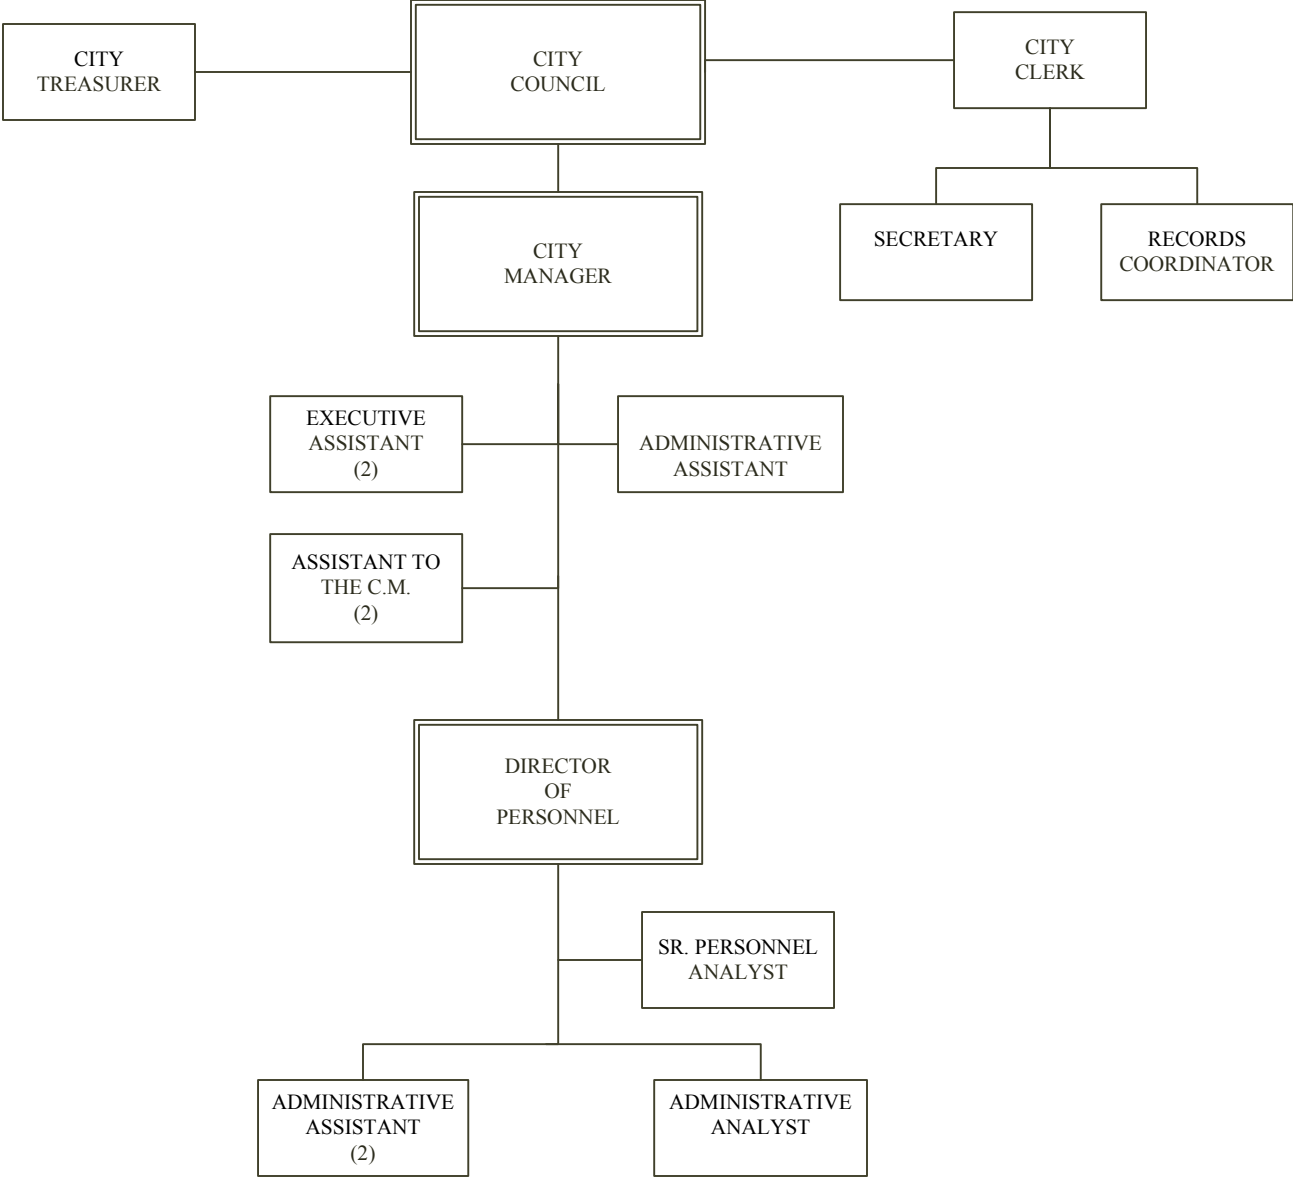 CITY
TREASURER
CITY
COUNCIL
CITY
CLERK
SECRETARY
RECORDS
COORDINATOR
CITY
MANAGER
EXECUTIVE
ASSISTANT
(2)
ADMINISTRATIVE
ASSISTANT
ASSISTANT TO
THE C.M.
(2)
DIRECTOR
OF
PERSONNEL
SR. PERSONNEL
ANALYST
ADMINISTRATIVE
ASSISTANT
(2)
ADMINISTRATIVE
ANALYST